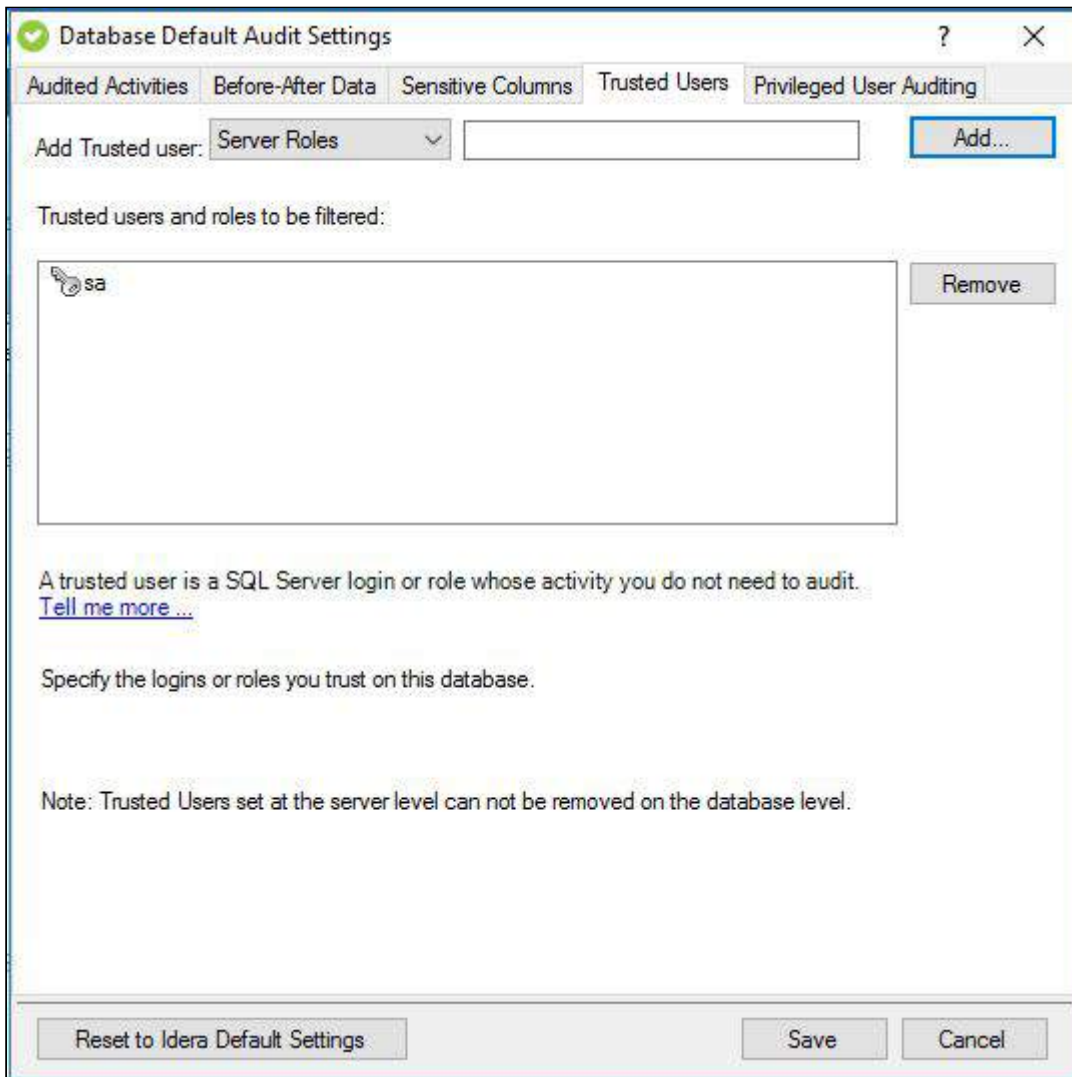 Database Default Audit Settings
? X
Audited Activities Before-After Data Sensitive Columns Trusted Users Privileged User Auditing
Add Trusted user: Server Roles Add...
Trusted users and roles to be filtered:
sa Remove
A trusted user is a SQL Server login or role whose activity you do not need to audit.
Tell me more ...
Specify the logins or roles you trust on this database.
Note: Trusted Users set at the server level can not be removed on the database level.
Reset to Idera Default Settings Save Cancel